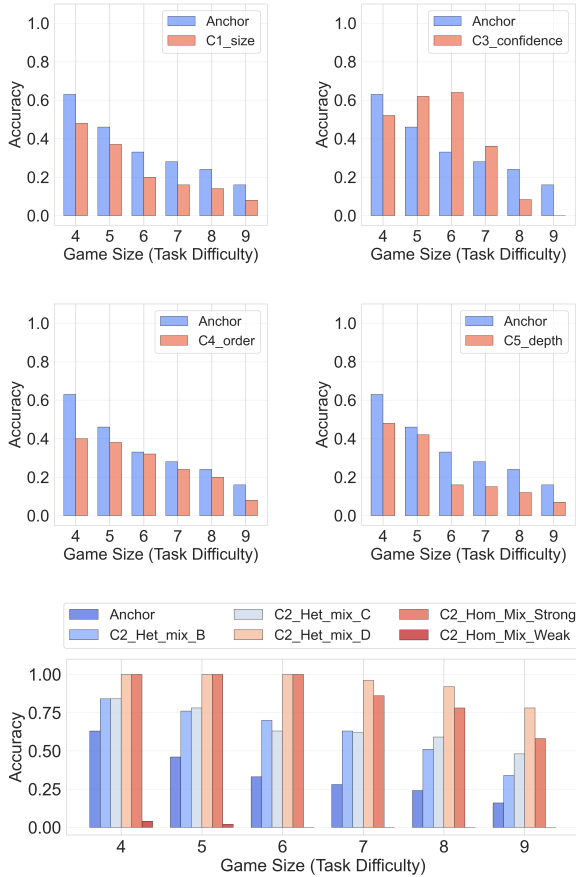 Anchor
C1_size
Accuracy
1.0
0.8
0.6
0.4
0.2
0.0
4 5 6 7 8 9
Game Size (Task Difficulty)
Anchor
C3_confidence
Accuracy
1.0
0.8
0.6
0.4
0.2
0.0
4 5 6 7 8 9
Game Size (Task Difficulty)
Anchor
C4_order
Accuracy
1.0
0.8
0.6
0.4
0.2
0.0
4 5 6 7 8 9
Game Size (Task Difficulty)
Anchor
C5_depth
Accuracy
1.0
0.8
0.6
0.4
0.2
0.0
4 5 6 7 8 9
Game Size (Task Difficulty)
Anchor C2_Het_mix_C C2_Hom_Mix_Strong
C2_Het_mix_B C2_Het_mix_D C2_Hom_Mix_Weak
Accuracy
1.00
0.75
0.50
0.25
0.00
4 5 6 7 8 9
Game Size (Task Difficulty)